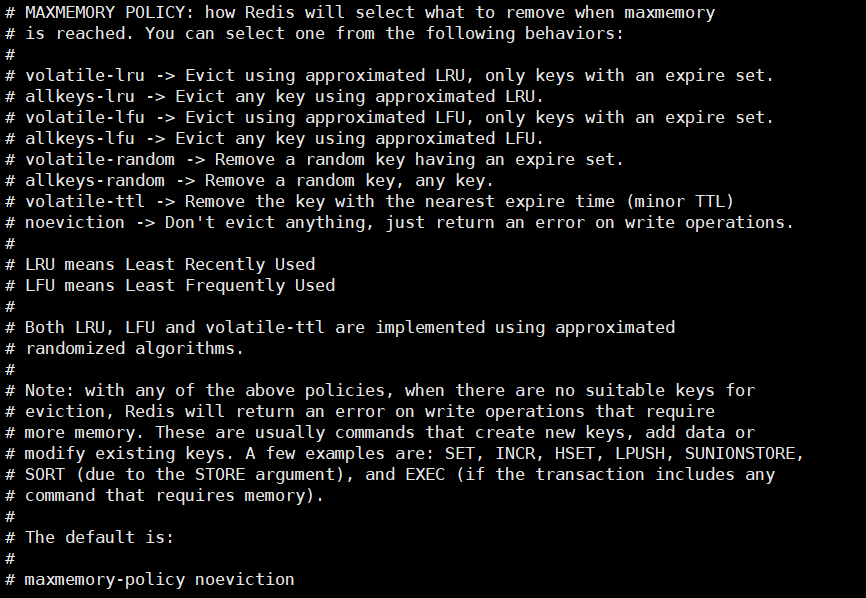 # MAXMEMORY POLICY: how Redis will select what to remove when maxmemory
# is reached. You can select one from the following behaviors:
#
# volatile-lru -> Evict using approximated LRU, only keys with an expire set.
# allkeys-lru -> Evict any key using approximated LRU.
# volatile-lfu -> Evict using approximated LFU, only keys with an expire set.
# allkeys-lfu -> Evict any key using approximated LFU.
# volatile-random -> Remove a random key having an expire set.
# allkeys-random -> Remove a random key, any key.
# volatile-ttl -> Remove the key with the nearest expire time (minor TTL)
# noeviction -> Don't evict anything, just return an error on write operations.
#
# LRU means Least Recently Used
# LFU means Least Frequently Used
#
# Both LRU, LFU and volatile-ttl are implemented using approximated
# randomized algorithms.
#
# Note: with any of the above policies, when there are no suitable keys for
# eviction, Redis will return an error on write operations that require
# more memory. These are usually commands that create new keys, add data or
# modify existing keys. A few examples are: SET, INCR, HSET, LPUSH, SUNIONSTORE,
# SORT (due to the STORE argument), and EXEC (if the transaction includes any
# command that requires memory).
#
# The default is:
#
# maxmemory-policy noeviction